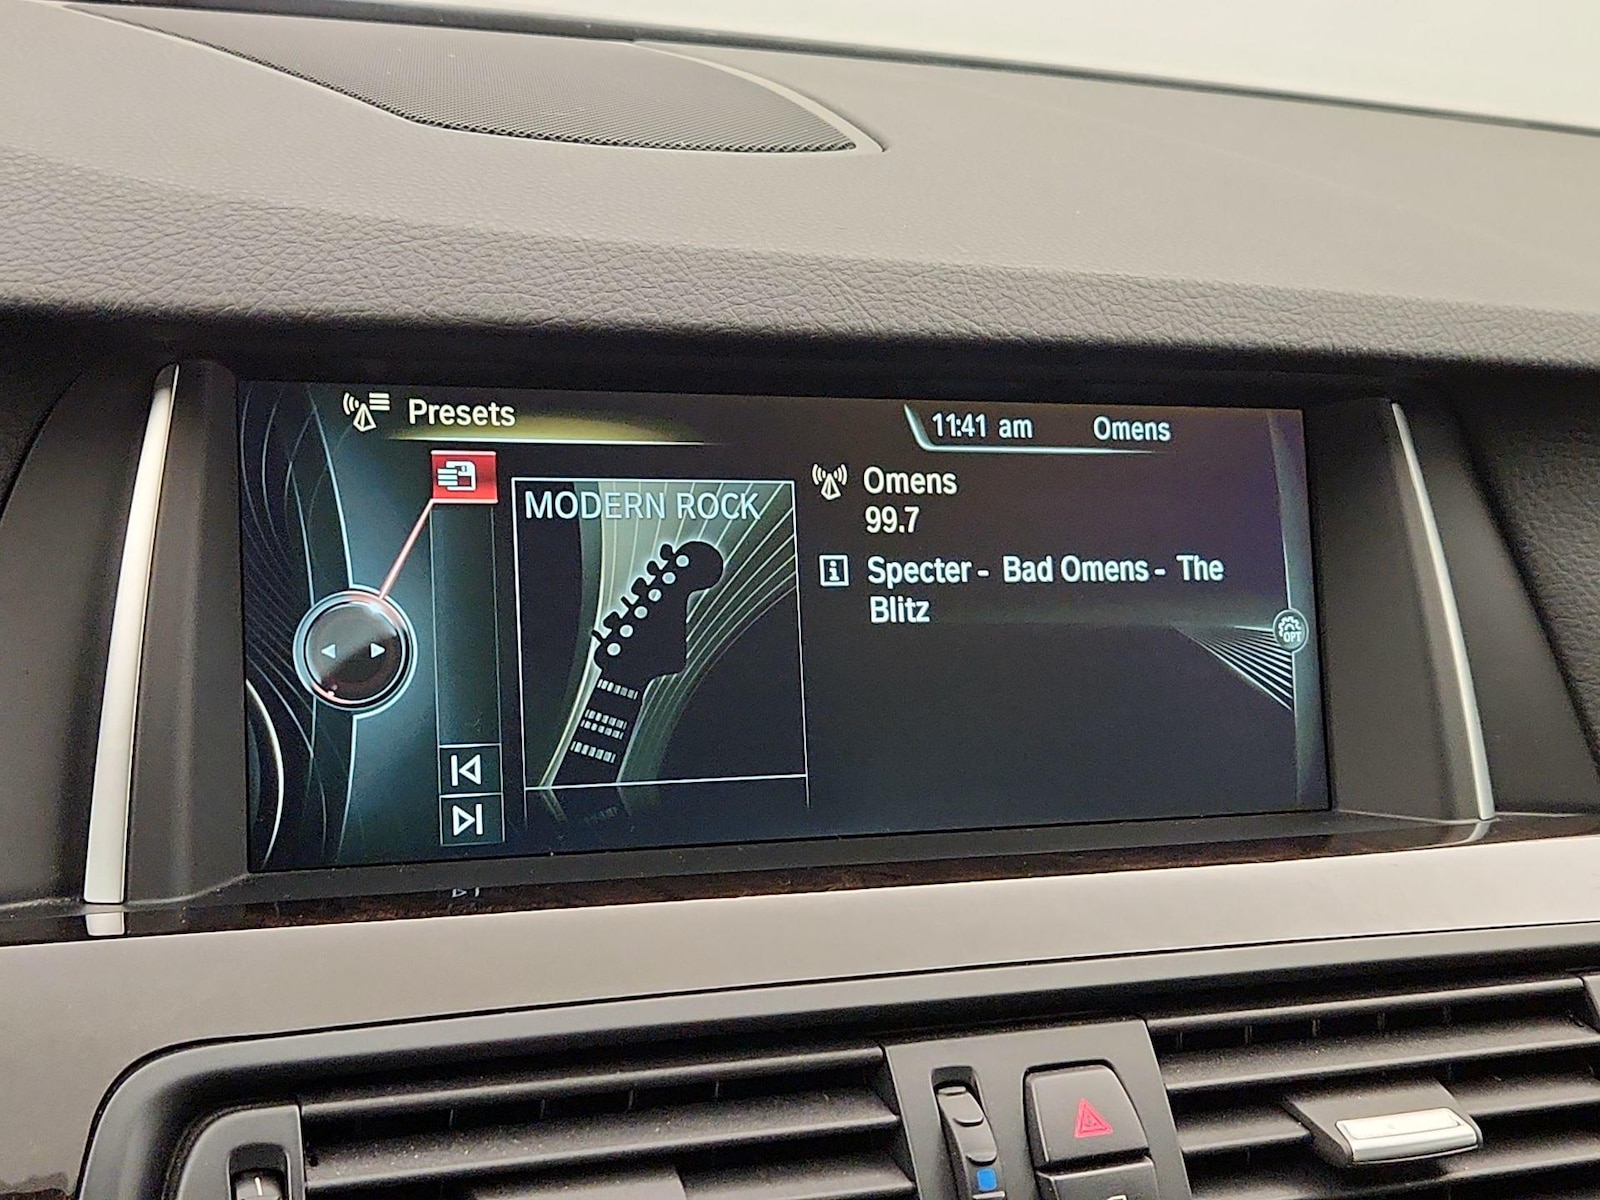 Presets
11:41 am Omens
MODERN ROCK
Omens
99.7
Specter - Bad Omens - The
Blitz
OPT